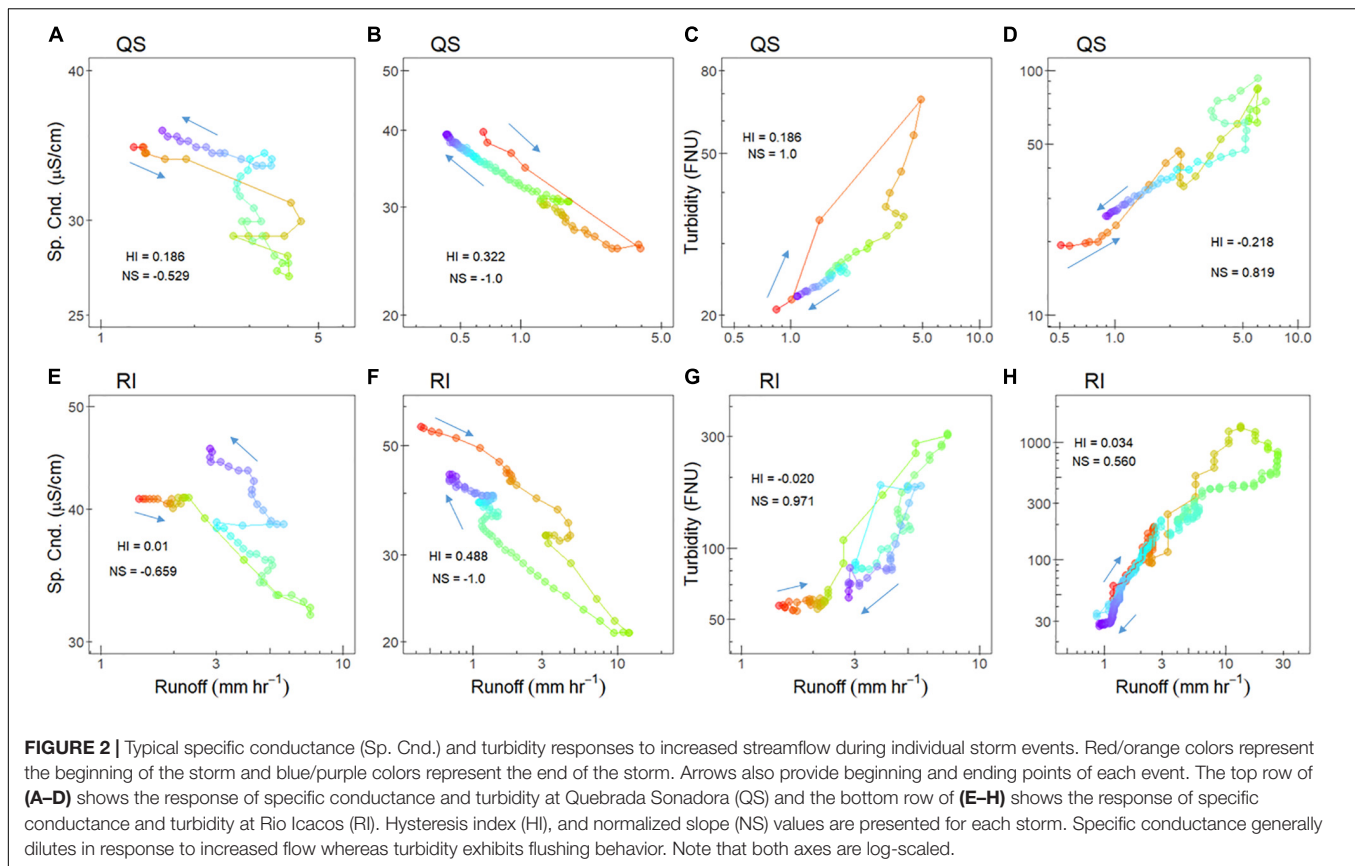 A
QS
40
30
25
1
2
5
Sp. Cnd. (µS/cm)
HI = 0.186
NS = -0.529
B
QS
50
40
30
20
0.5
1.0
5.0
HI = 0.322
NS = -1.0
C
QS
80
50
20
0.5
1.0
5.0
10.0
Turbidity (FNU)
HI = 0.186
NS = 1.0
D
QS
100
50
30
10
0.5
1.0
5.0
10.0
HI = -0.218
NS = 0.819
E
RI
50
40
30
1
3
10
Sp. Cnd. (µS/cm)
Runoff (mm hr⁻¹)
HI = 0.01
NS = -0.659
F
RI
50
30
20
1
3
10
Runoff (mm hr⁻¹)
HI = 0.488
NS = -1.0
G
RI
300
100
50
1
3
10
Turbidity (FNU)
Runoff (mm hr⁻¹)
HI = -0.020
NS = 0.971
H
RI
1000
300
100
30
1
3
10
30
Runoff (mm hr⁻¹)
HI = 0.034
NS = 0.560
FIGURE 2 | Typical specific conductance (Sp. Cnd.) and turbidity responses to increased streamflow during individual storm events. Red/orange colors represent
the beginning of the storm and blue/purple colors represent the end of the storm. Arrows also provide beginning and ending points of each event. The top row of
(A–D) shows the response of specific conductance and turbidity at Quebrada Sonadora (QS) and the bottom row of (E–H) shows the response of specific
conductance and turbidity at Rio Icacos (RI). Hysteresis index (HI), and normalized slope (NS) values are presented for each storm. Specific conductance generally
dilutes in response to increased flow whereas turbidity exhibits flushing behavior. Note that both axes are log-scaled.